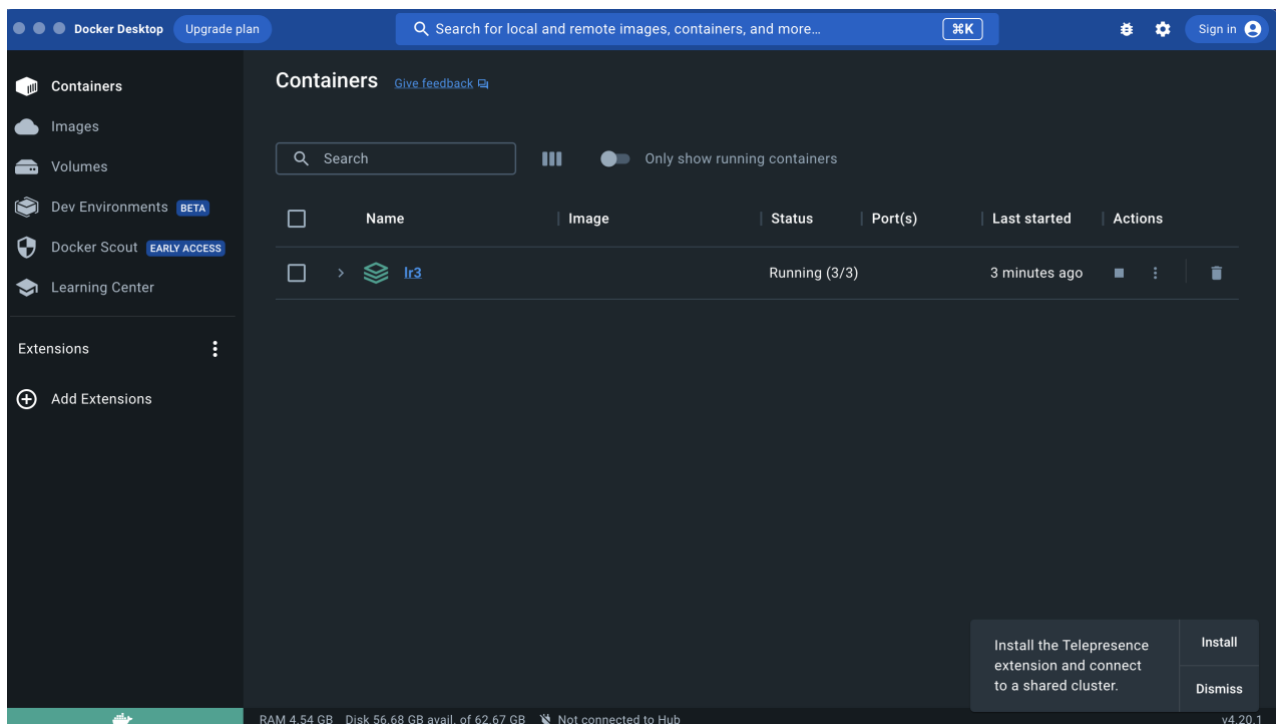 Docker Desktop Upgrade plan Search for local and remote images, containers, and more… ⌘K Sign in
Containers
Images
Volumes
Dev Environments BETA
Docker Scout EARLY ACCESS
Learning Center
Extensions
Add Extensions
Containers Give feedback
Search Only show running containers
Name Image Status Port(s) Last started Actions
lr3 Running (3/3) 3 minutes ago
Install the Telepresence
extension and connect
to a shared cluster.
Install
Dismiss
RAM 4.54 GB Disk 56.68 GB avail. of 62.67 GB Not connected to Hub v4.20.1